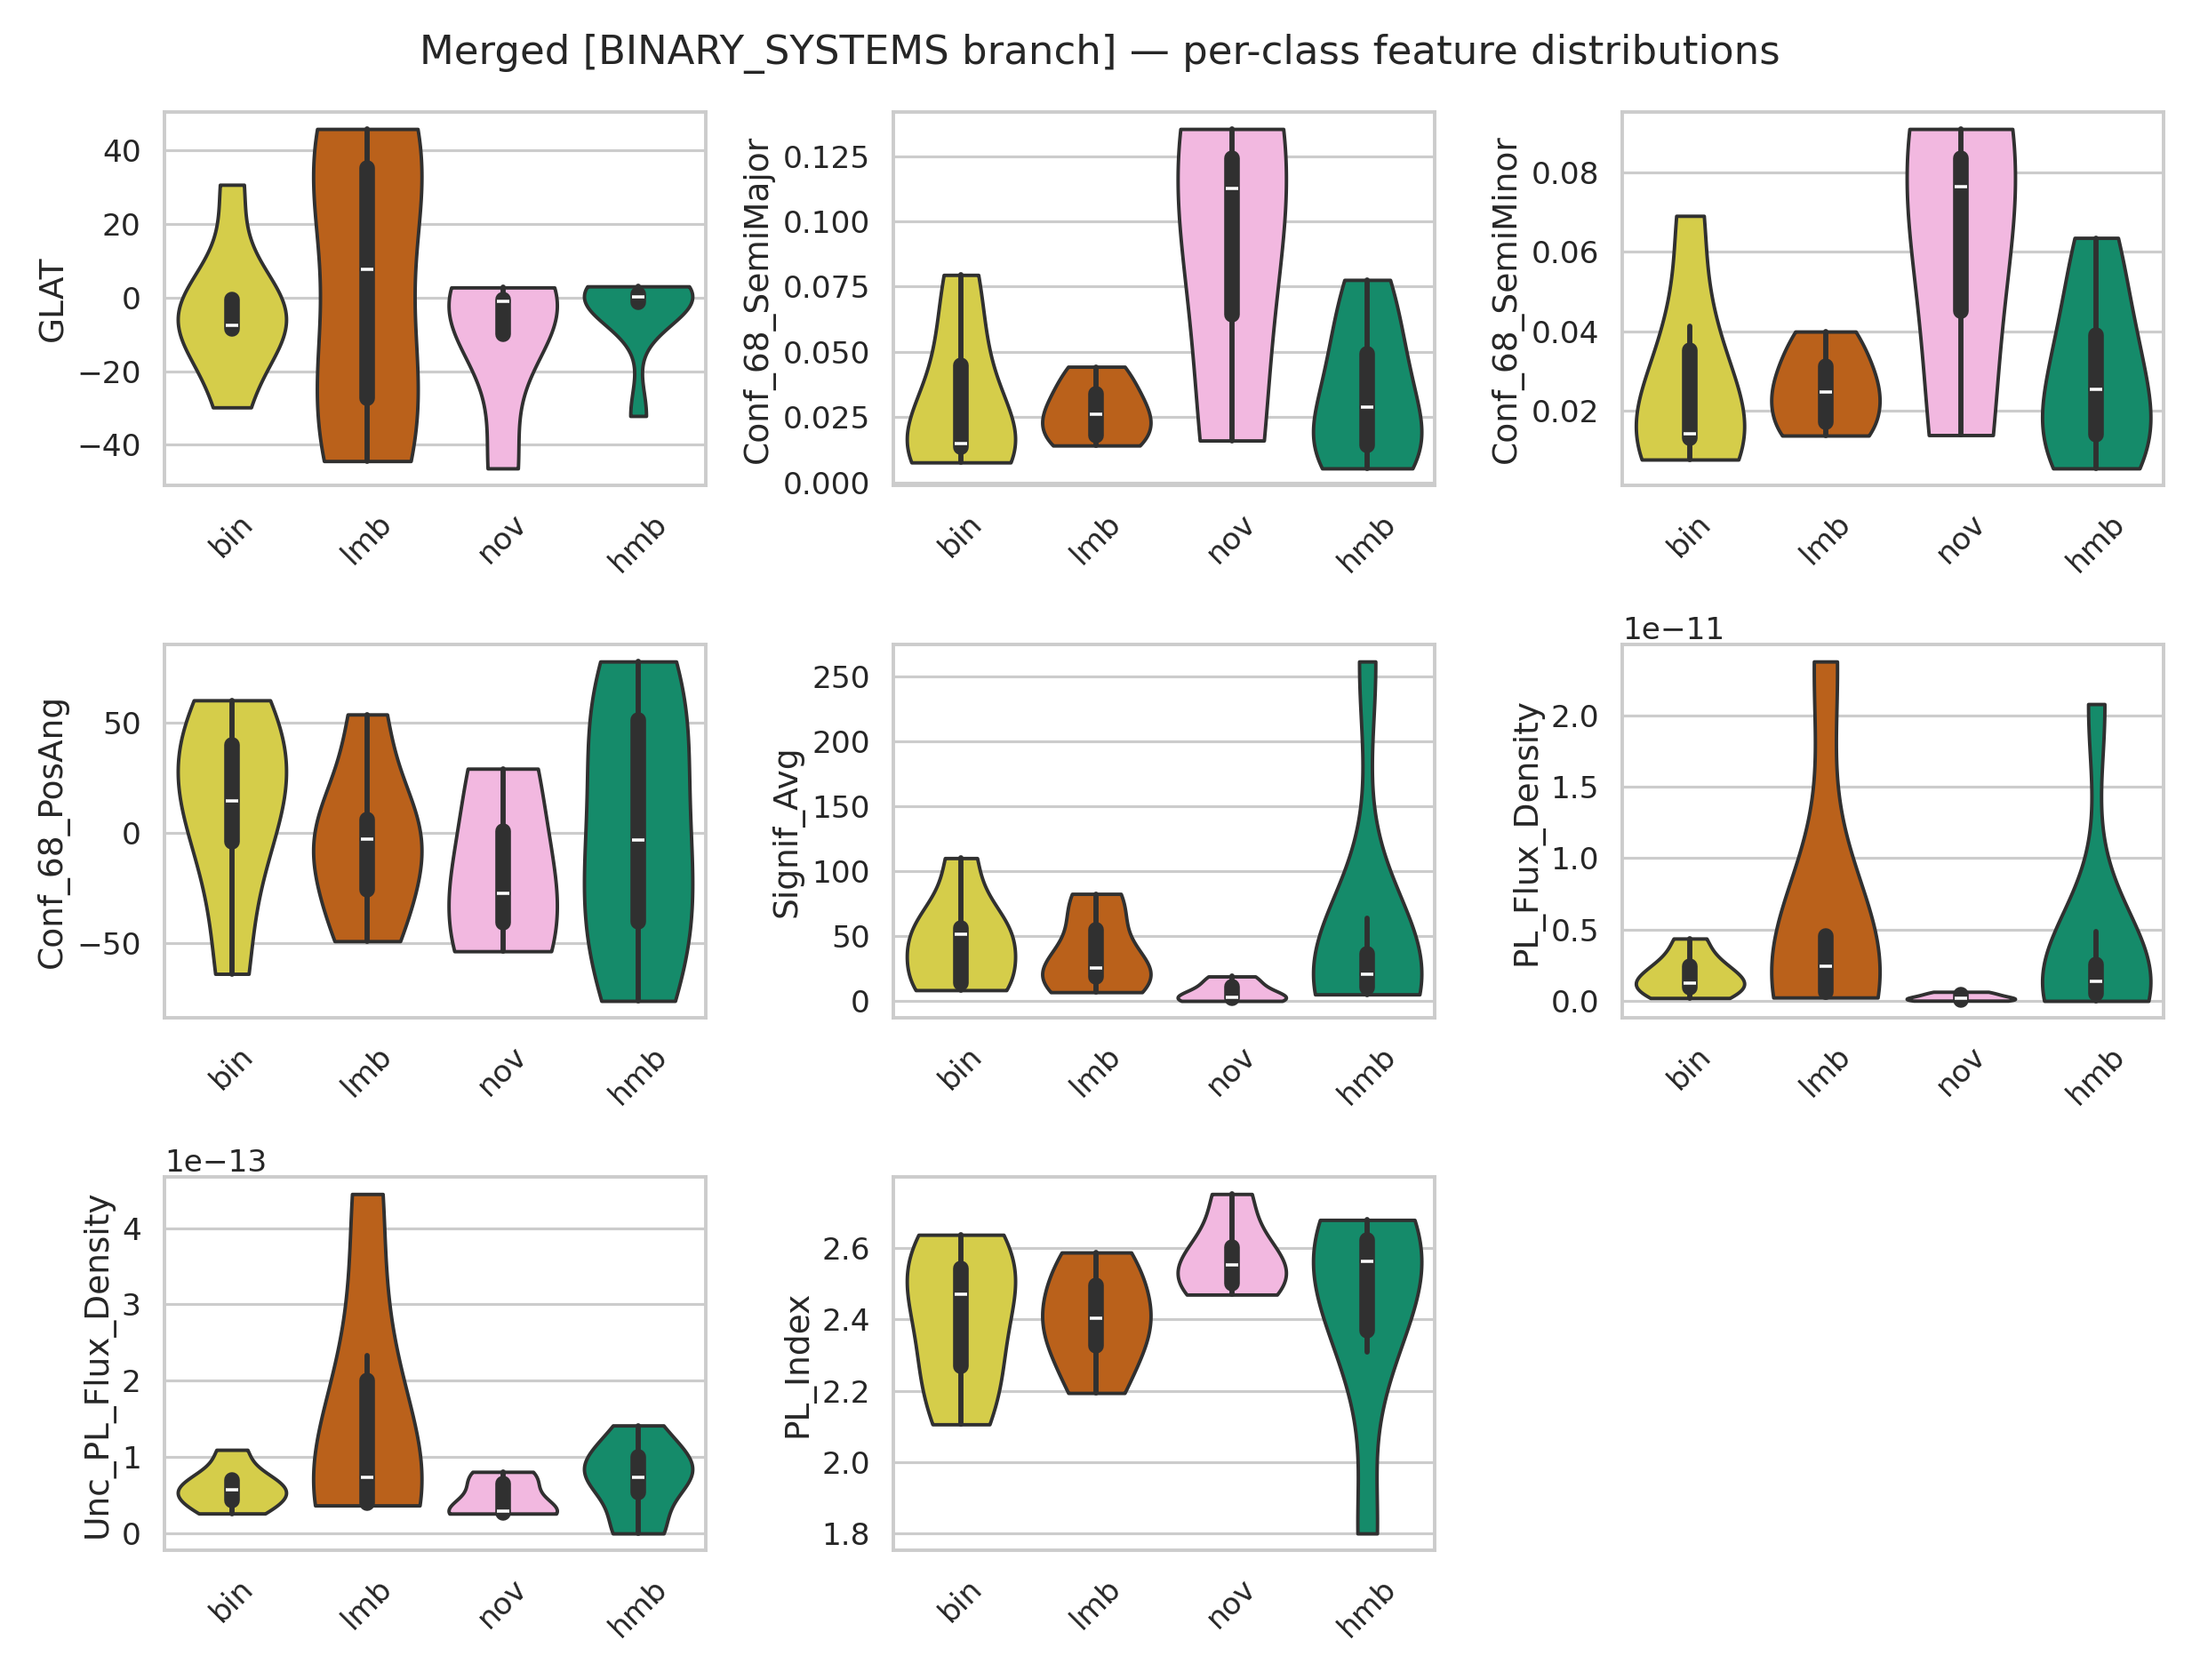 Merged [BINARY_SYSTEMS branch] — per-class feature distributions
GLAT
40
20
0
−20
−40
bin
lmb
nov
hmb
Conf_68_SemiMajor
0.125
0.100
0.075
0.050
0.025
0.000
bin
lmb
nov
hmb
Conf_68_SemiMinor
0.08
0.06
0.04
0.02
bin
lmb
nov
hmb
Conf_68_PosAng
50
0
−50
bin
lmb
nov
hmb
Signif_Avg
250
200
150
100
50
0
bin
lmb
nov
hmb
1e−11
PL_Flux_Density
2.0
1.5
1.0
0.5
0.0
bin
lmb
nov
hmb
1e−13
Unc_PL_Flux_Density
4
3
2
1
0
bin
lmb
nov
hmb
PL_Index
2.6
2.4
2.2
2.0
1.8
bin
lmb
nov
hmb